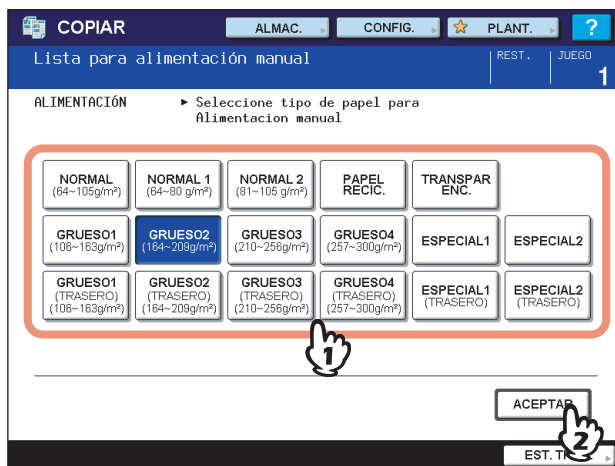 COPIAR ALMAC. CONFIG. PLANT. ?
Lista para alimentación manual REST. JUEGO
1
ALIMENTACIÓN ► Seleccione tipo de papel para
Alimentacion manual
NORMAL NORMAL 1 NORMAL 2 PAPEL TRANSPAR
(64~105g/m²) (64~80 g/m²) (81~105 g/m²) RECIC. ENC.
GRUESO1 GRUESO2 GRUESO3 GRUESO4 ESPECIAL1 ESPECIAL2
(106~163g/m²) (164~209g/m²) (210~256g/m²) (257~300g/m²)
GRUESO1 GRUESO2 GRUESO3 GRUESO4 ESPECIAL1 ESPECIAL2
(TRASERO) (TRASERO) (TRASERO) (TRASERO) (TRASERO) (TRASERO)
(106~163g/m²) (164~209g/m²) (210~256g/m²) (257~300g/m²)
1
ACEPTAR
2
EST.